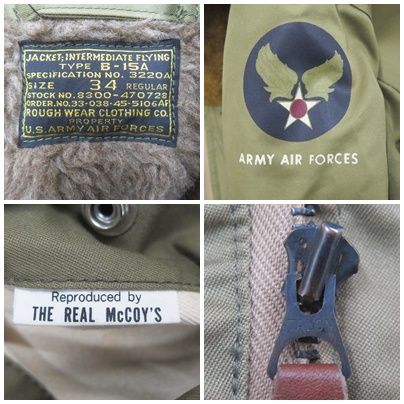 JACKET, INTERMEDIATE FLYING
TYPE B-15A
SPECIFICATION NO. 3220A
SIZE 34 REGULAR
STOCK NO. 8300-470728
ORDER.NO.33-038-45-5106AF
ROUGH WEAR CLOTHING CO.
PROPERTY
U.S.ARMY AIR FORCES
ARMY AIR FORCES
Reproduced by
THE REAL McCOY'S